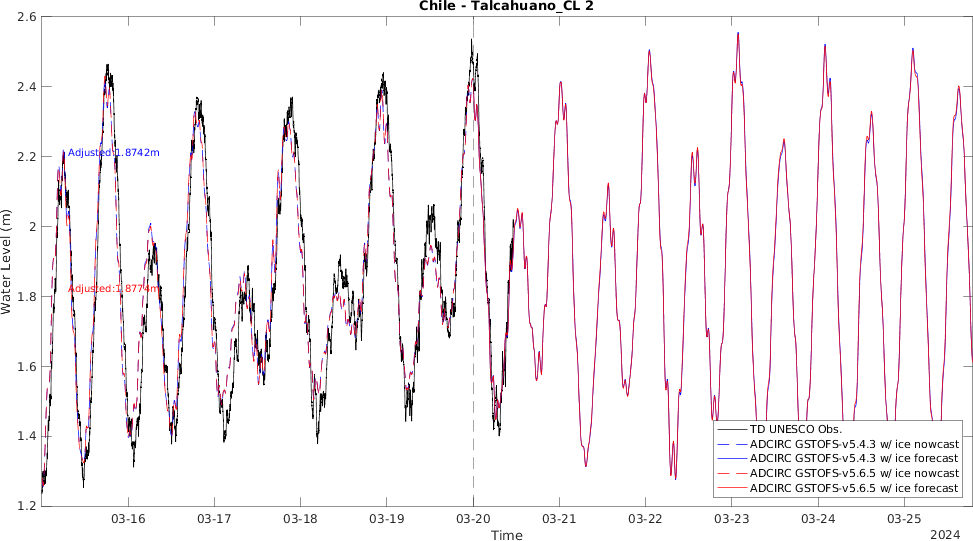 Chile - Talcahuano_CL 2
2.6
2.4
2.2
2
1.8
1.6
1.4
1.2
Water Level (m)
Adjusted:1.8742m
Adjusted:1.8774m
TD UNESCO Obs.
ADCIRC GSTOFS-v5.4.3 w/ ice nowcast
ADCIRC GSTOFS-v5.4.3 w/ ice forecast
ADCIRC GSTOFS-v5.6.5 w/ ice nowcast
ADCIRC GSTOFS-v5.6.5 w/ ice forecast
03-16 03-17 03-18 03-19 03-20 03-21 03-22 03-23 03-24 03-25
Time
2024